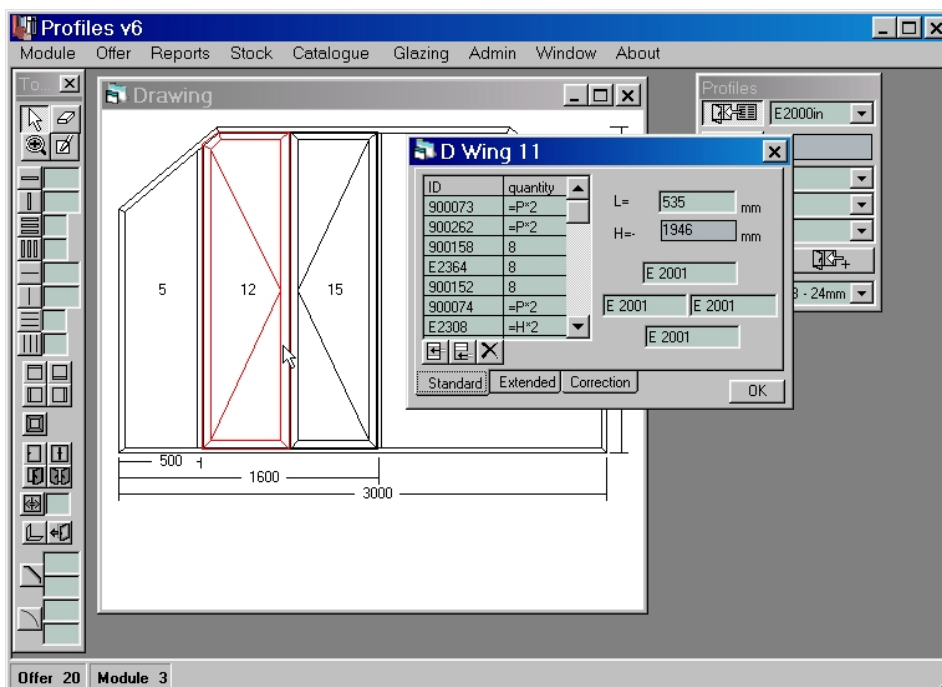 Profiles v6
Module Offer Reports Stock Catalogue Glazing Admin Window About
To...
Drawing
Profiles
E2000in
D Wing 11
ID quantity
900073 =P*2
900262 =P*2
900158 8
E2364 8
900152 8
900074 =P*2
E2308 =H*2
L= 535 mm
H=- 1946 mm
E 2001
E 2001 E 2001
E 2001
Standard Extended Correction
OK
- 24mm
5 12 15
500
1600
3000
Offer 20 Module 3